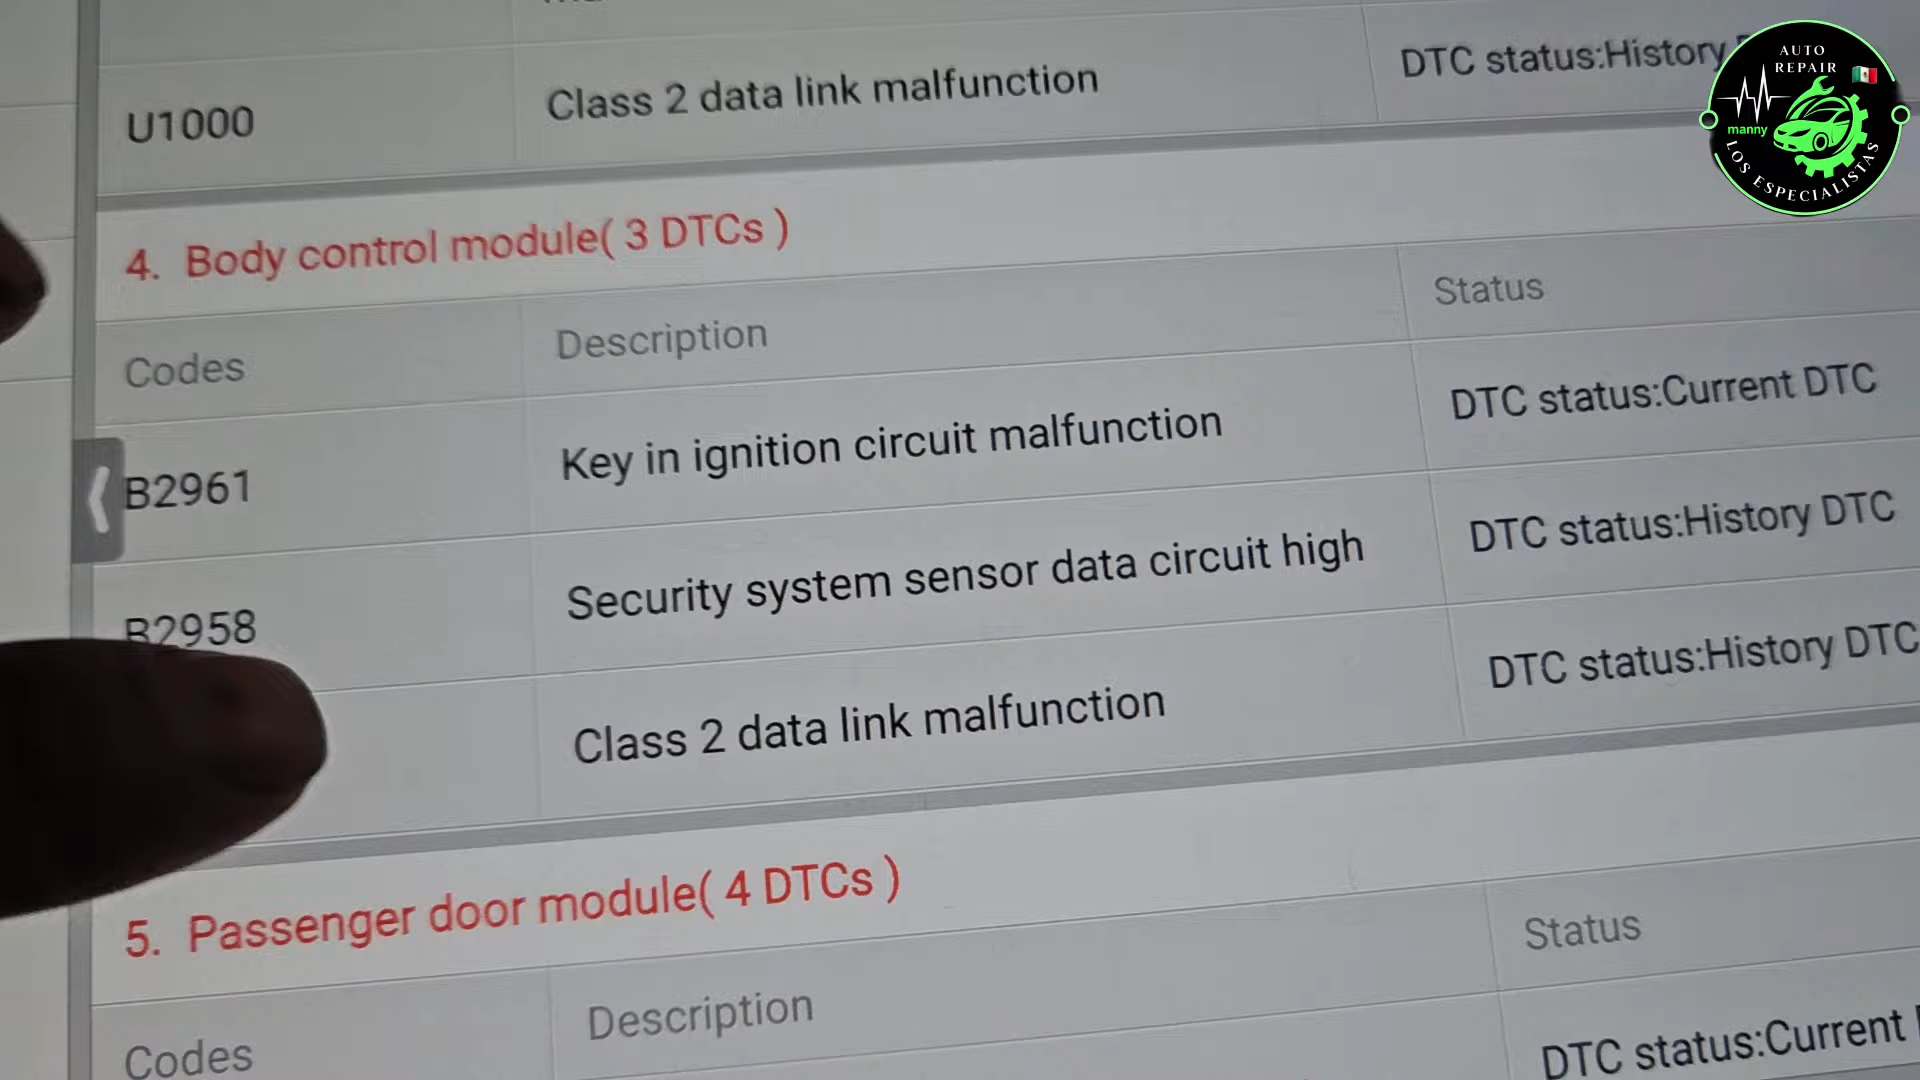 U1000 Class 2 data link malfunction DTC status:History
AUTO
REPAIR
manny
LOS ESPECIALISTAS
4. Body control module( 3 DTCs )
Codes Description Status
B2961 Key in ignition circuit malfunction DTC status:Current DTC
B2958 Security system sensor data circuit high DTC status:History DTC
Class 2 data link malfunction DTC status:History DTC
5. Passenger door module( 4 DTCs )
Codes Description Status
DTC status:Current